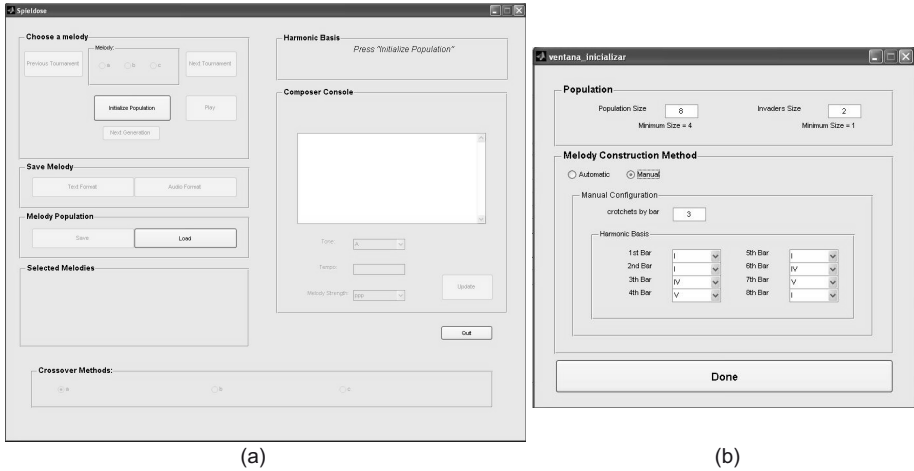 Spieldose
Choose a melody
Melody:
Previous Tournament
a
b
c
Next Tournament
Initialize Population
Play
Next Generation
Save Melody
Text Format
Audio Format
Melody Population
Save
Load
Selected Melodies
Harmonic Basis
Press "Initialize Population"
Composer Console
Tone:
A
Tempo:
Melody Strength:
ppp
Update
Quit
Crossover Methods:
a
b
c
(a)
ventana_inicializar
Population
Population Size
8
Invaders Size
2
Minimum Size = 4
Minimum Size = 1
Melody Construction Method
Automatic
Manual
Manual Configuration
crotchets by bar
3
Harmonic Basis
1st Bar
I
5th Bar
I
2nd Bar
I
6th Bar
IV
3th Bar
IV
7th Bar
V
4th Bar
V
8th Bar
I
Done
(b)